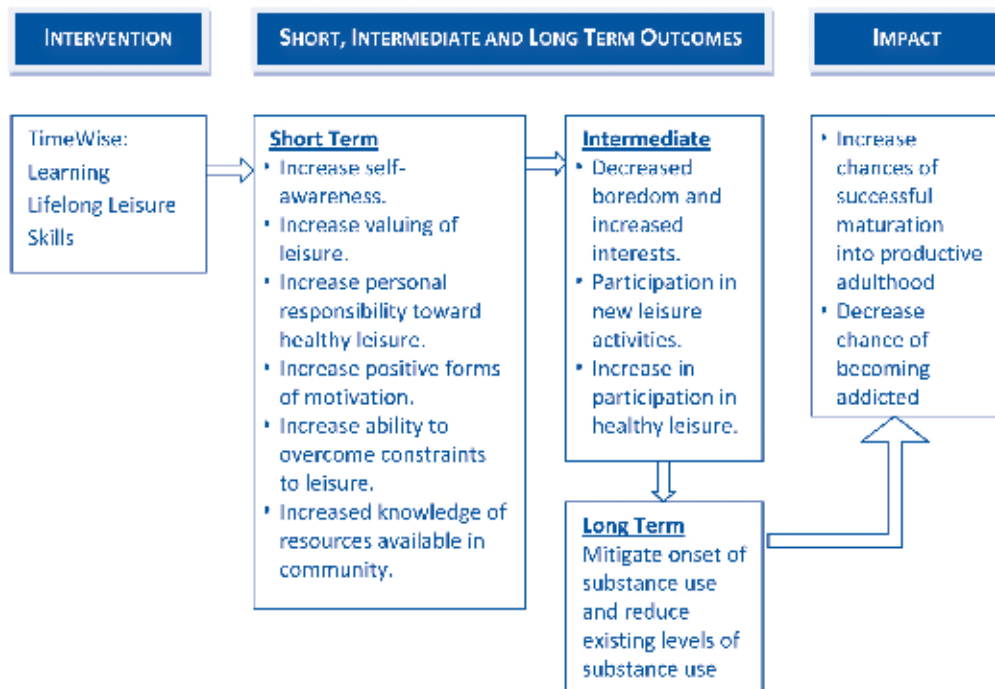 INTERVENTION
SHORT, INTERMEDIATE AND LONG TERM OUTCOMES
IMPACT
TimeWise:
Learning
Lifelong Leisure
Skills
Short Term
• Increase self-
awareness.
• Increase valuing of
leisure.
• Increase personal
responsibility toward
healthy leisure.
• Increase positive forms
of motivation.
• Increase ability to
overcome constraints
to leisure.
• Increased knowledge of
resources available in
community.
Intermediate
• Decreased
boredom and
increased
interests.
• Participation in
new leisure
activities.
• Increase in
participation in
healthy leisure.
Long Term
Mitigate onset of
substance use
and reduce
existing levels of
substance use
• Increase
chances of
successful
maturation
into productive
adulthood
• Decrease
chance of
becoming
addicted